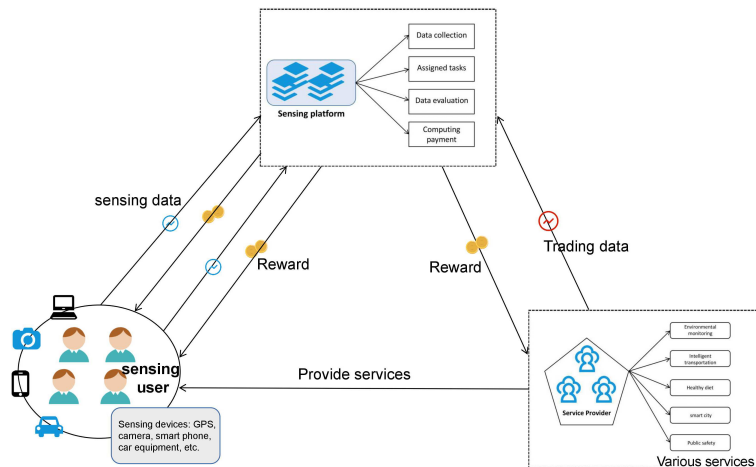 Data collection
Assigned tasks
Data evaluation
Computing
payment
Sensing platform
sensing data
Reward
Reward
Trading data
sensing
user
Provide services
Sensing devices: GPS,
camera, smart phone,
car equipment, etc.
Service Provider
Environmental
monitoring
Intelligent
transportation
Healthy diet
smart city
Public safety
Various services